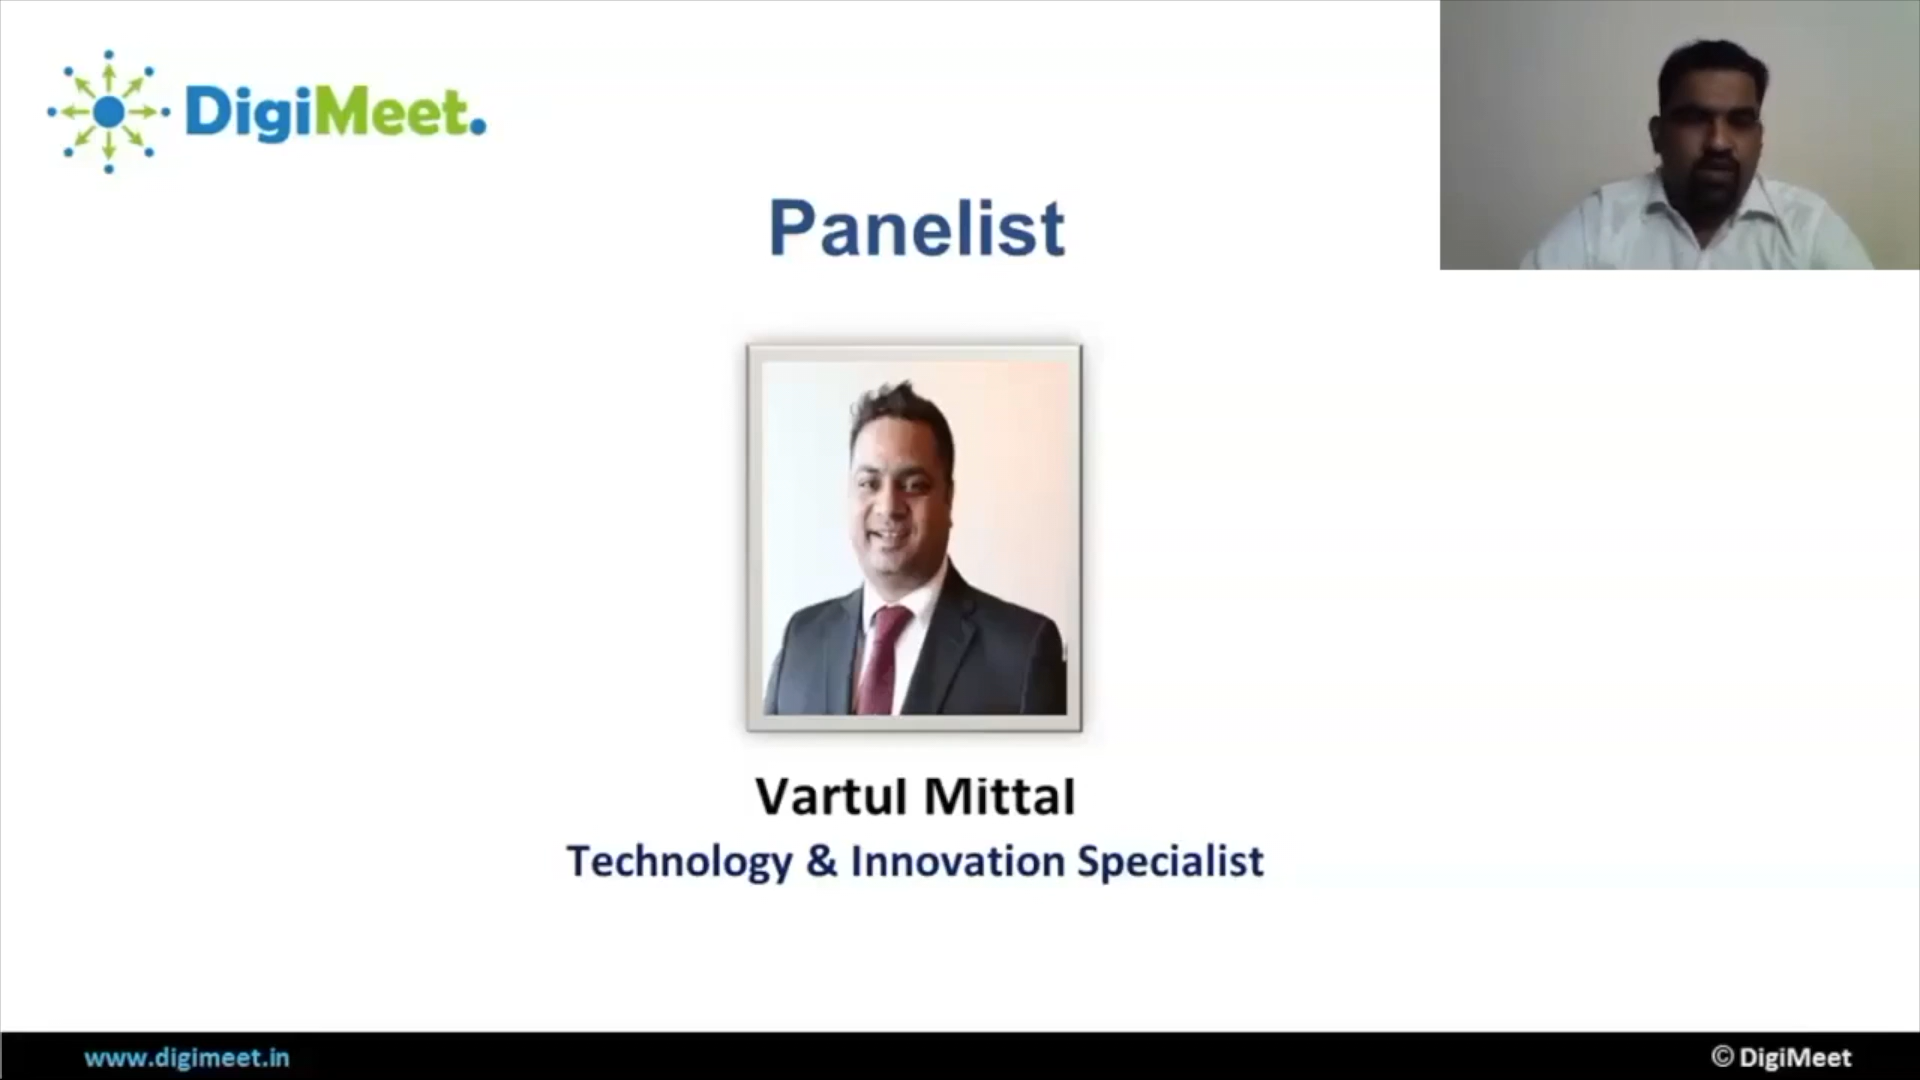 DigiMeet.
Panelist
Vartul Mittal
Technology & Innovation Specialist
www.digimeet.in
© DigiMeet